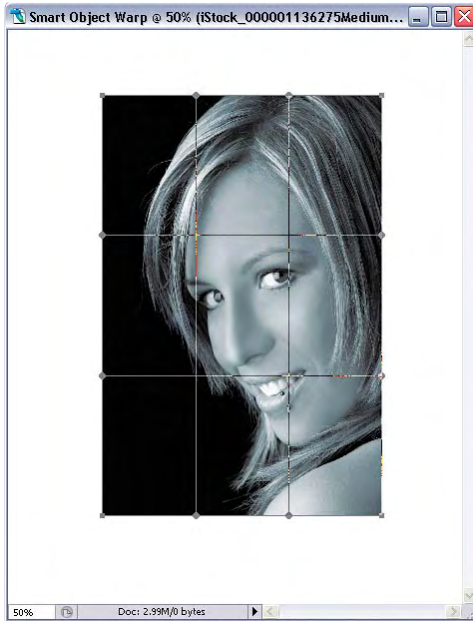 Smart Object Warp @ 50% (iStock_000001136275Medium...
50%
Doc: 2.99M/0 bytes